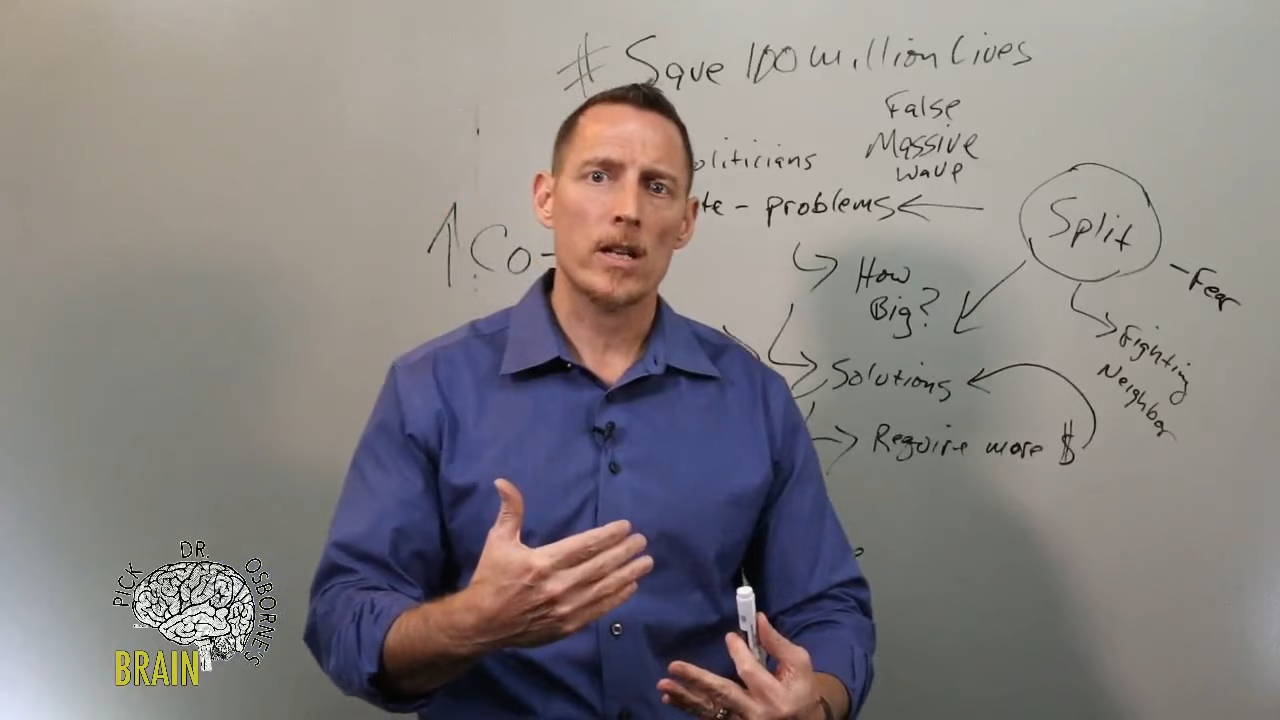 # Save 100 million Lives
False
Massive
wave
oliticians
te - problems
Split
↑ Co-
How
Big?
- Fear
Fighting
Neighbor
Solutions
Require more $
PICK DR. OSBORNE'S
BRAIN